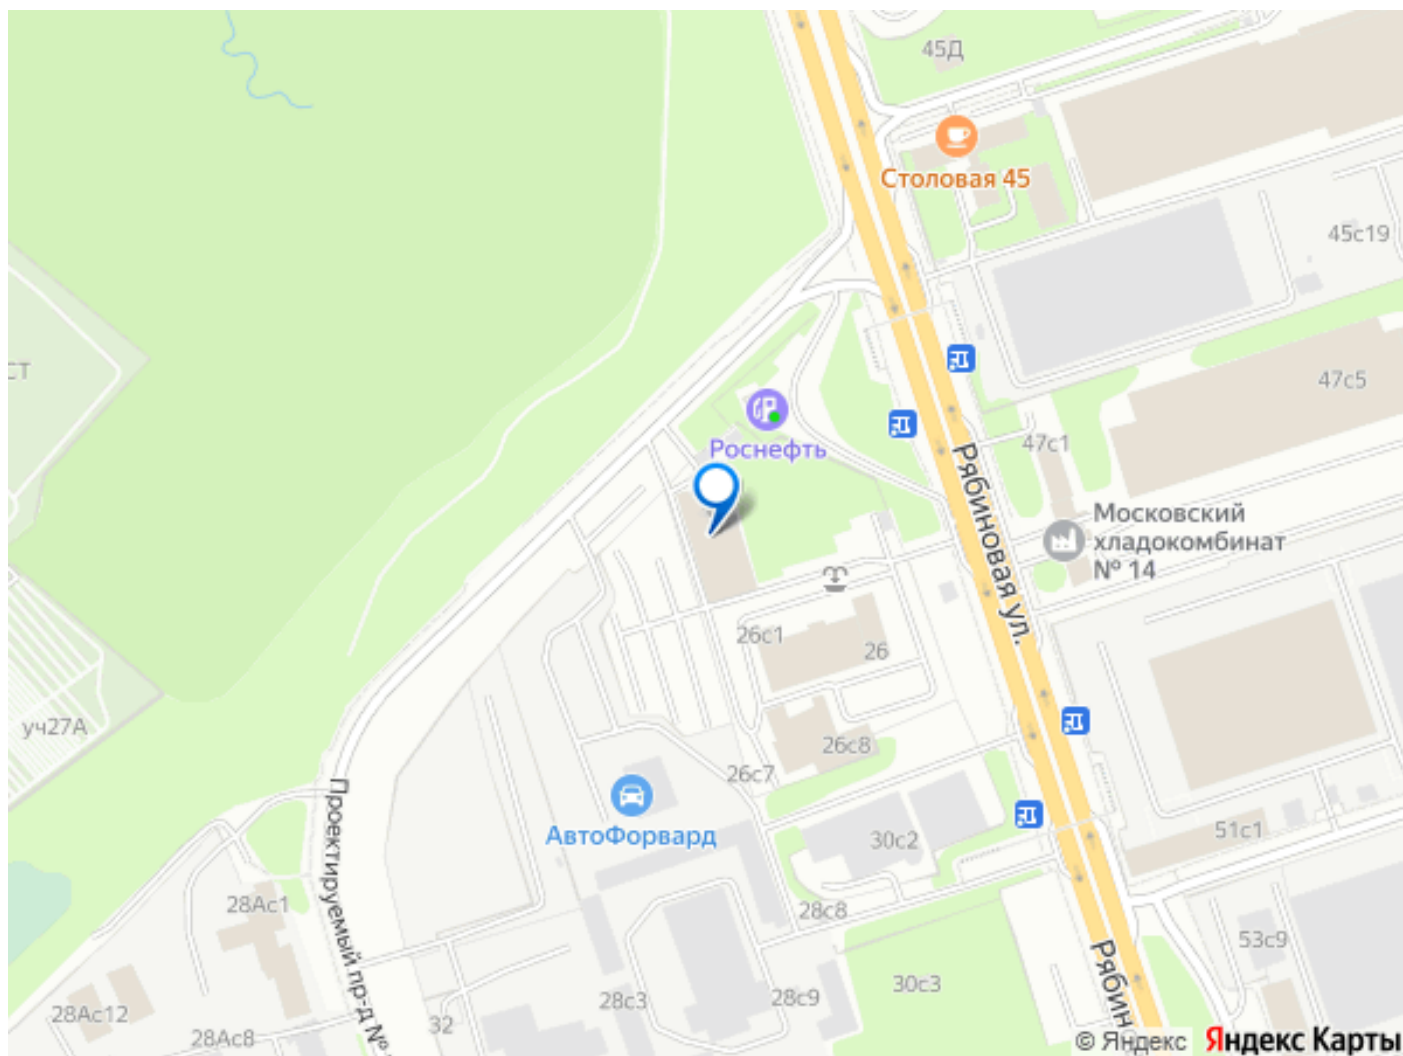 45Д
Столовая 45
45с19
СТ
47с5
Роснефть
47с1
Рябиновая ул.
Московский
хладокомбинат
№ 14
26с1
26
уч27А
26с8
26с7
АвтоФорвард
51с1
30с2
Проектируемый пр-д №
28Ас1
28с8
53с9
Рябин
30с3
28с3
28с9
28Ас12
32
28Ас8
© Яндекс
Яндекс Карты